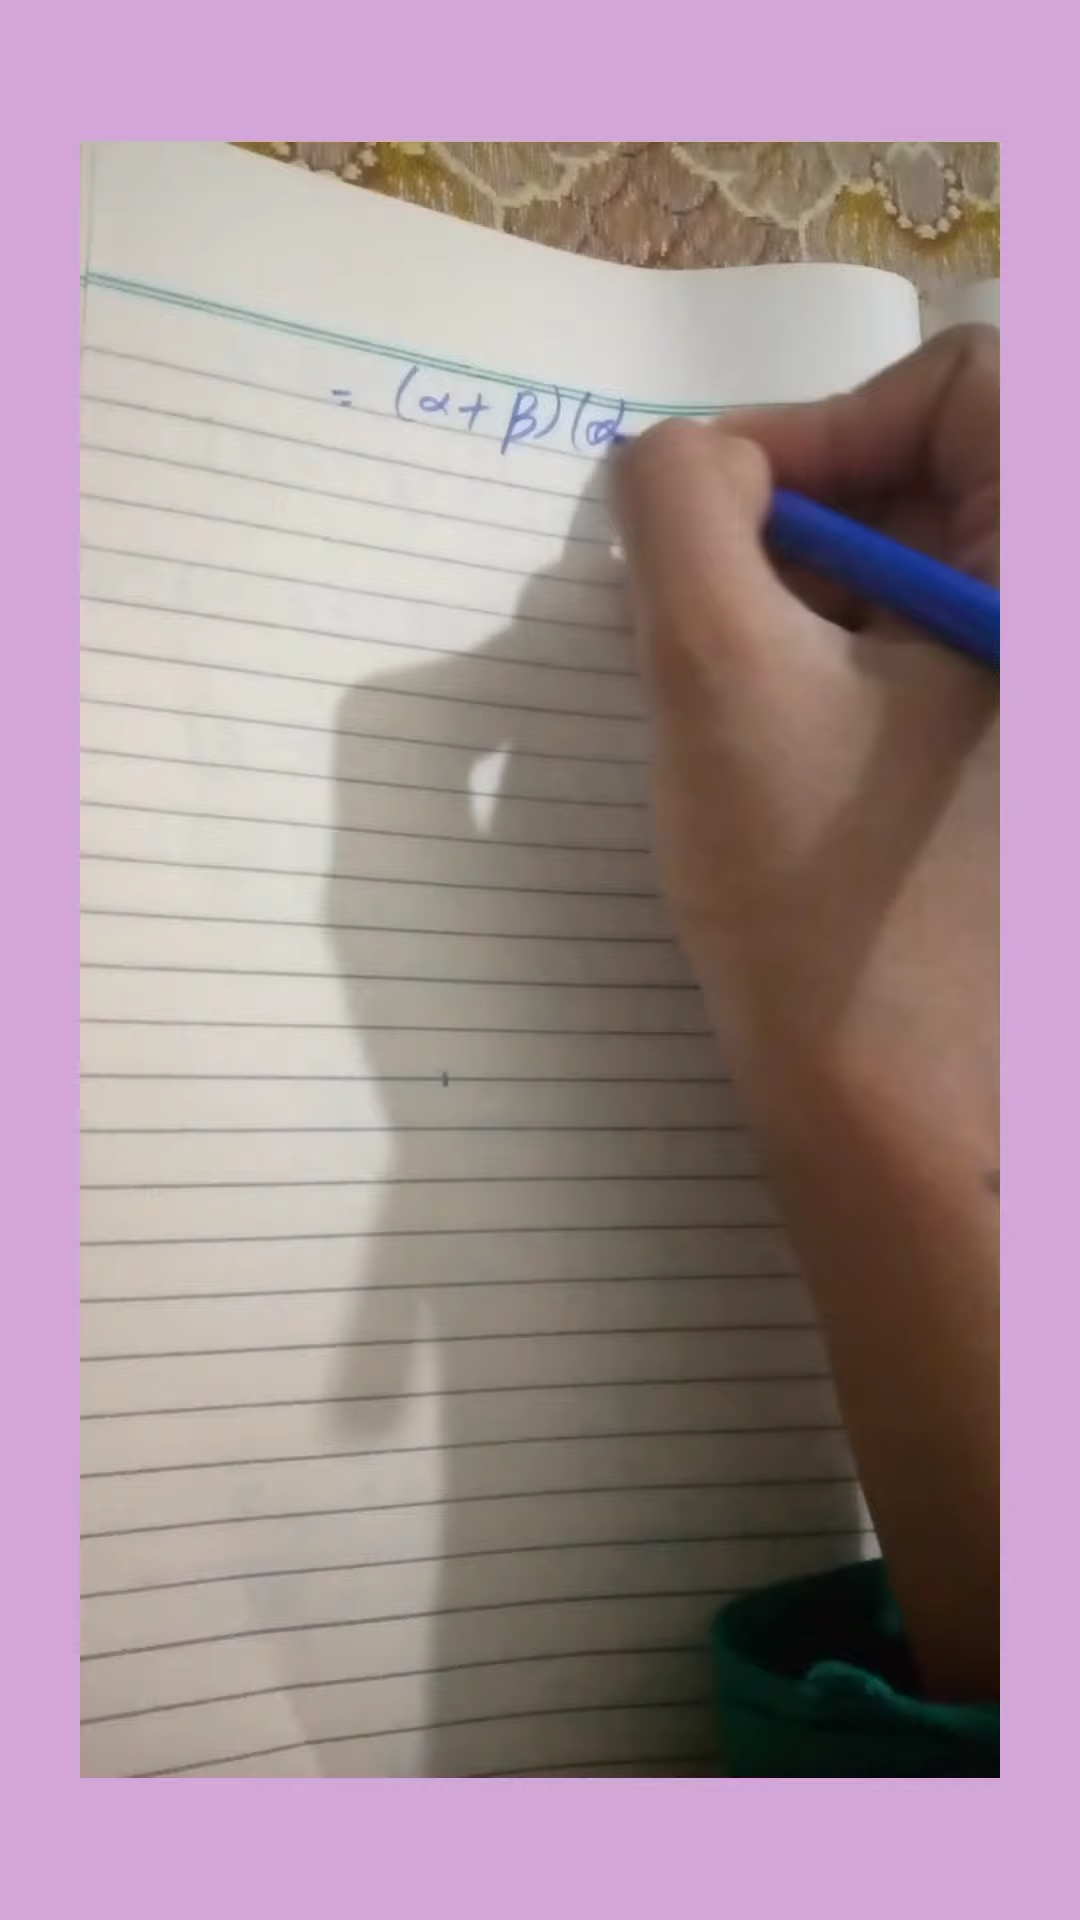 = (α + β) (α